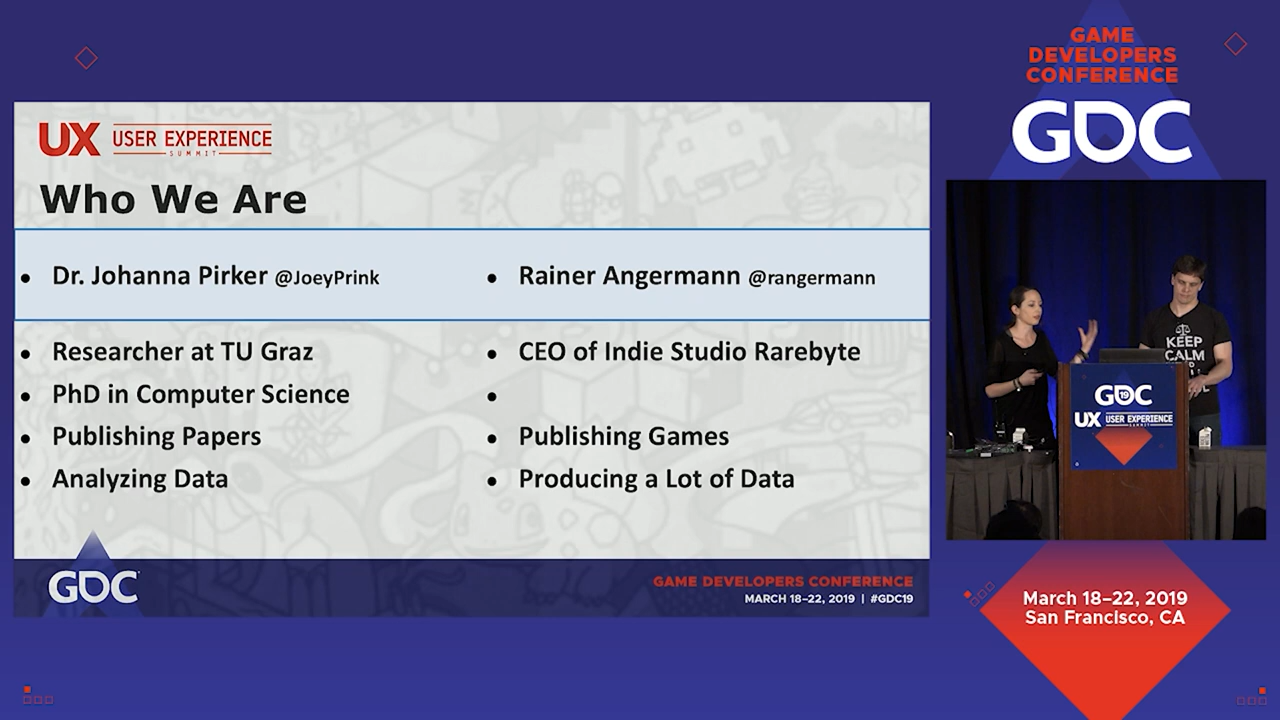 GAME
DEVELOPERS
CONFERENCE
GDC
UX USER EXPERIENCE
SUMMIT
Who We Are
• Dr. Johanna Pirker @JoeyPrink
• Researcher at TU Graz
• PhD in Computer Science
• Publishing Papers
• Analyzing Data
• Rainer Angermann @rangermann
• CEO of Indie Studio Rarebyte
•
• Publishing Games
• Producing a Lot of Data
GDC
GAME DEVELOPERS CONFERENCE
MARCH 18–22, 2019 | #GDC19
KEEP
CALM
GDC
19
UX USER EXPERIENCE
SUMMIT
March 18–22, 2019
San Francisco, CA